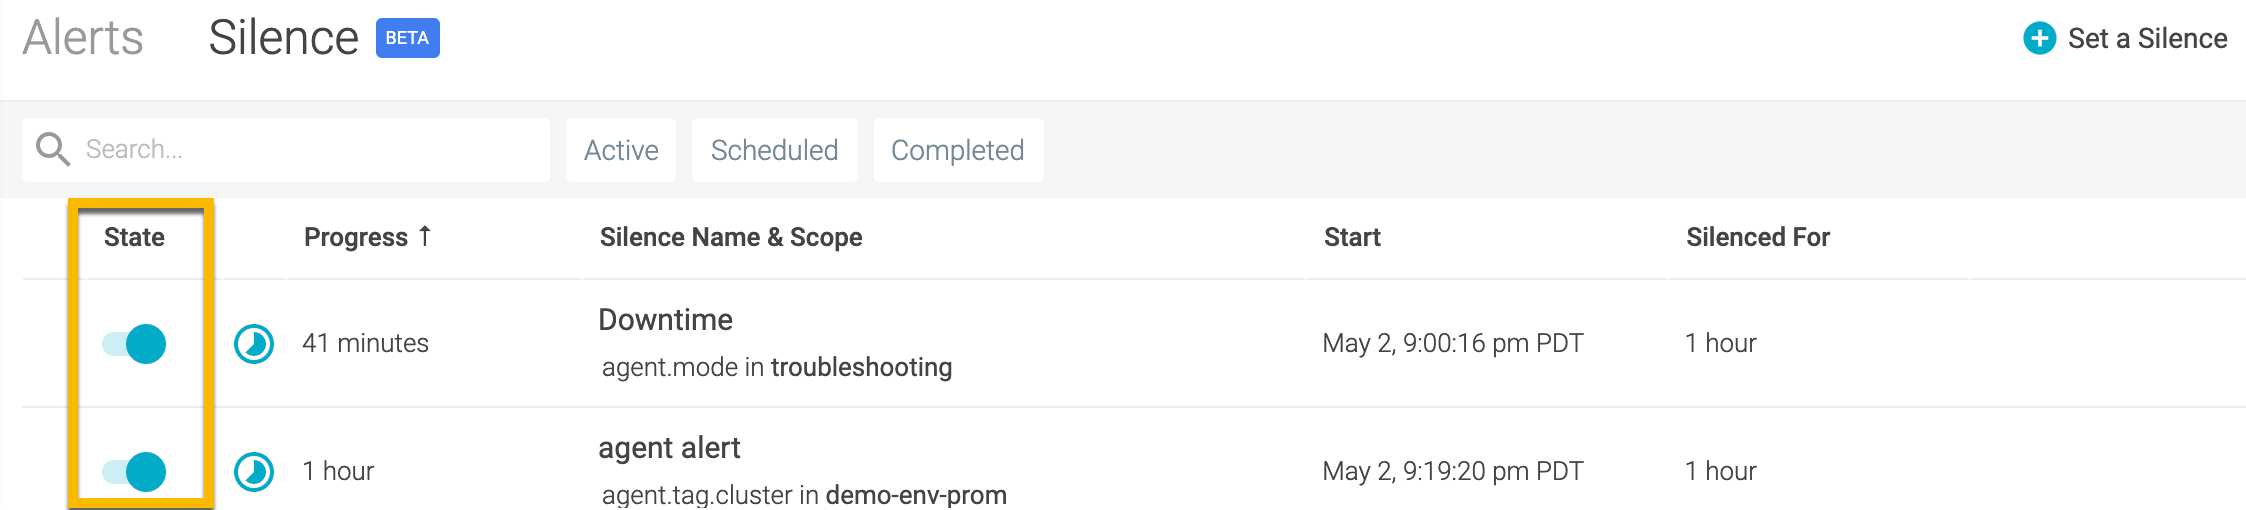 Alerts Silence BETA Set a Silence
Search... Active Scheduled Completed
State Progress ↑ Silence Name & Scope Start Silenced For
Downtime
41 minutes May 2, 9:00:16 pm PDT 1 hour
agent.mode in troubleshooting
agent alert
1 hour May 2, 9:19:20 pm PDT 1 hour
agent.tag.cluster in demo-env-prom